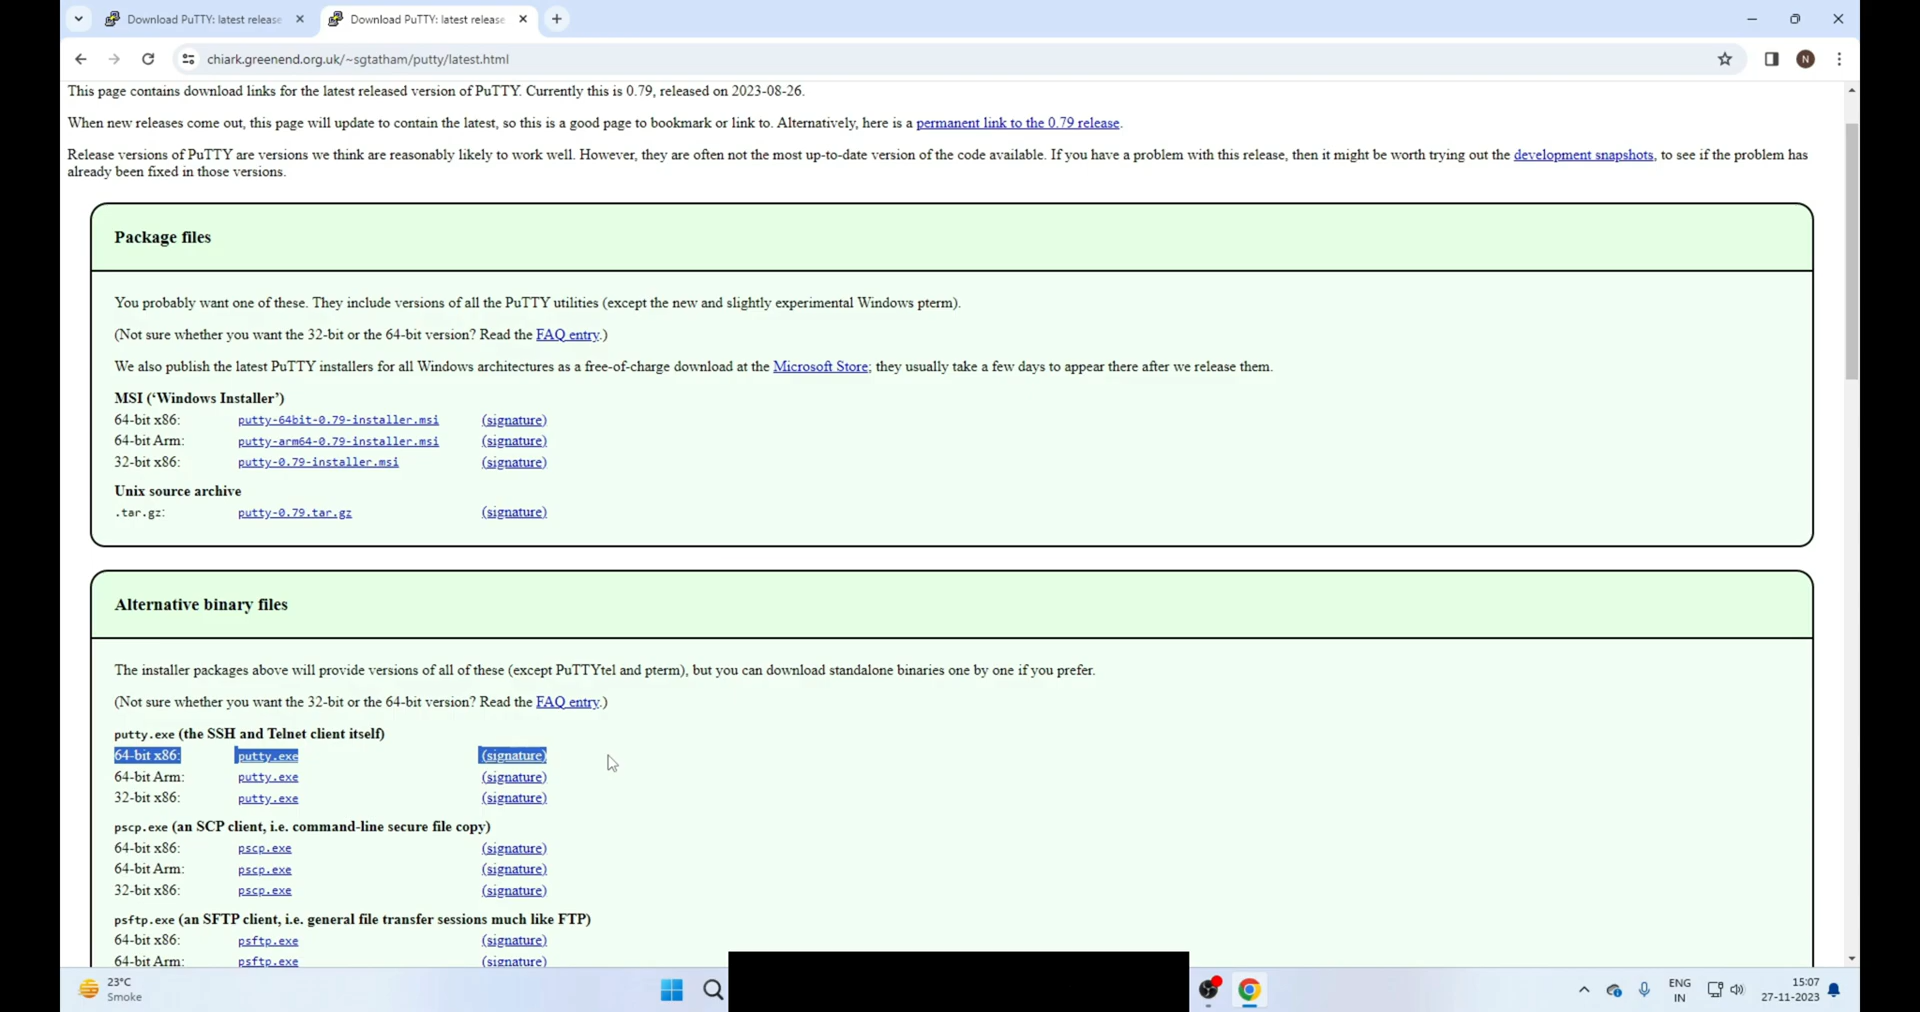 Download PuTTY: latest release
Download PuTTY: latest release
chiark.greenend.org.uk/~sgtatham/putty/latest.html
N
This page contains download links for the latest released version of PuTTY. Currently this is 0.79, released on 2023-08-26.
When new releases come out, this page will update to contain the latest, so this is a good page to bookmark or link to. Alternatively, here is a permanent link to the 0.79 release.
Release versions of PuTTY are versions we think are reasonably likely to work well. However, they are often not the most up-to-date version of the code available. If you have a problem with this release, then it might be worth trying out the development snapshots, to see if the problem has
already been fixed in those versions.
Package files
You probably want one of these. They include versions of all the PuTTY utilities (except the new and slightly experimental Windows pterm).
(Not sure whether you want the 32-bit or the 64-bit version? Read the FAQ entry.)
We also publish the latest PuTTY installers for all Windows architectures as a free-of-charge download at the Microsoft Store; they usually take a few days to appear there after we release them.
MSI (‘Windows Installer’)
64-bit x86: putty-64bit-0.79-installer.msi (signature)
64-bit Arm: putty-arm64-0.79-installer.msi (signature)
32-bit x86: putty-0.79-installer.msi (signature)
Unix source archive
.tar.gz: putty-0.79.tar.gz (signature)
Alternative binary files
The installer packages above will provide versions of all of these (except PuTTYtel and pterm), but you can download standalone binaries one by one if you prefer.
(Not sure whether you want the 32-bit or the 64-bit version? Read the FAQ entry.)
putty.exe (the SSH and Telnet client itself)
64-bit x86: putty.exe (signature)
64-bit Arm: putty.exe (signature)
32-bit x86: putty.exe (signature)
pscp.exe (an SCP client, i.e. command-line secure file copy)
64-bit x86: pscp.exe (signature)
64-bit Arm: pscp.exe (signature)
32-bit x86: pscp.exe (signature)
psftp.exe (an SFTP client, i.e. general file transfer sessions much like FTP)
64-bit x86: psftp.exe (signature)
64-bit Arm: psftp.exe (signature)
23°C
Smoke
ENG
IN
15:07
27-11-2023